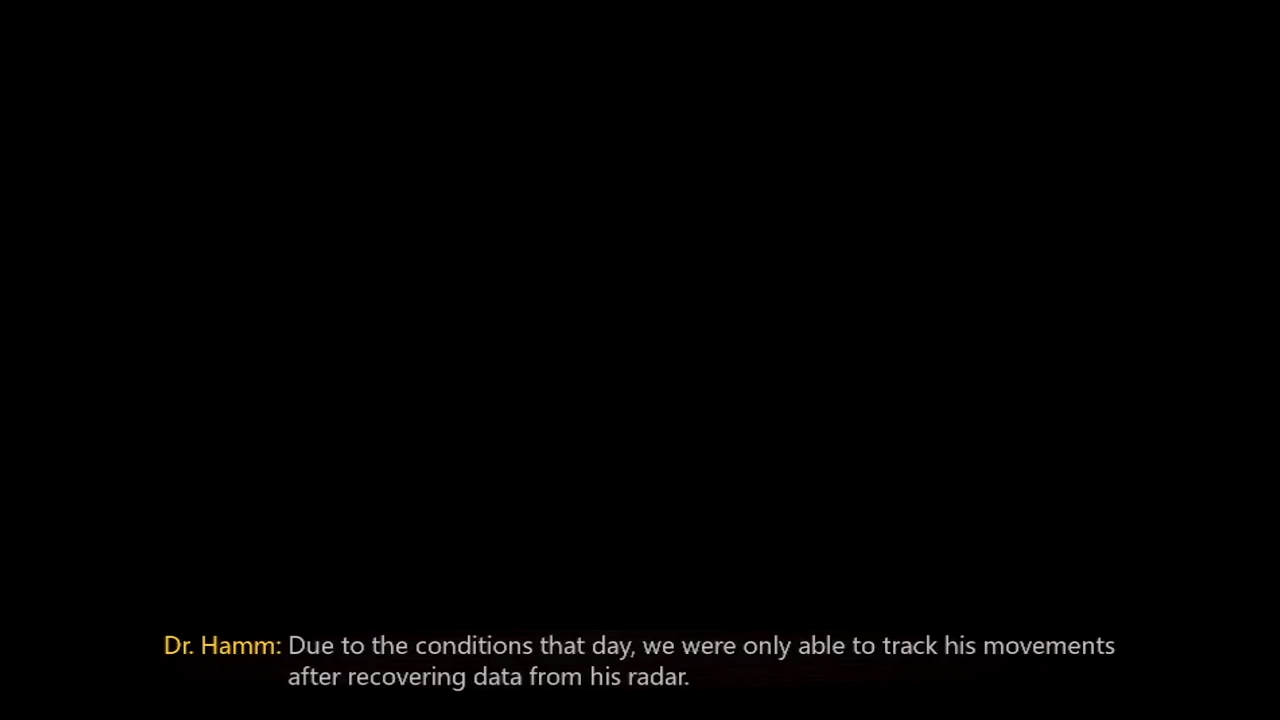 Dr. Hamm: Due to the conditions that day, we were only able to track his movements
after recovering data from his radar.